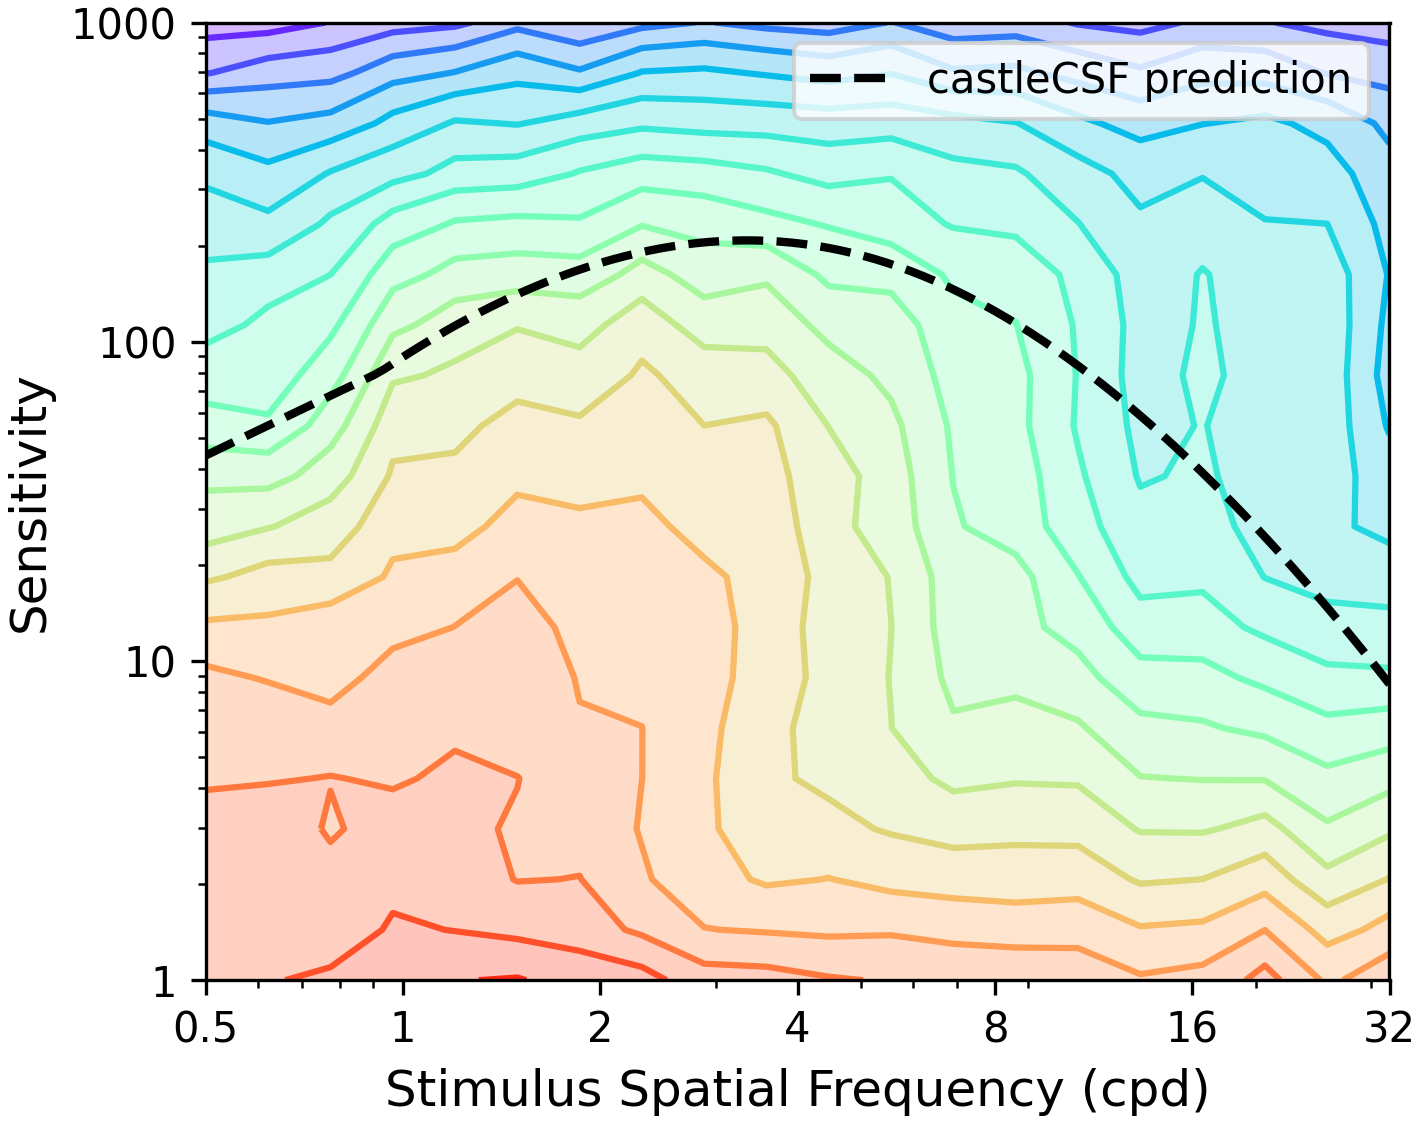 1000
castleCSF prediction
100
Sensitivity
10
1
0.5 1 2 4 8 16 32
Stimulus Spatial Frequency (cpd)